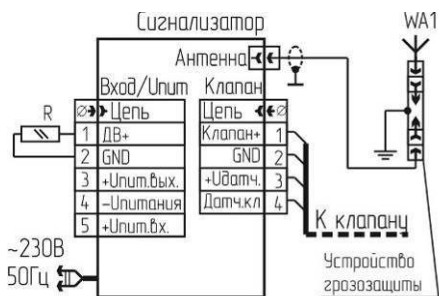 Сигнализатор
WA1
Антенна
Вход/Uпит
Клапан
Цепь
Цепь
R
1 ДВ+
Клапан+ 1
2 GND
GND 2
3 +Uпит.вых.
+Uдатч. 3
4 -Uпитания
Датч.кл 4
5 +Uпит.вх.
К клапану
~230В
50Гц
Устройство
грозозащиты